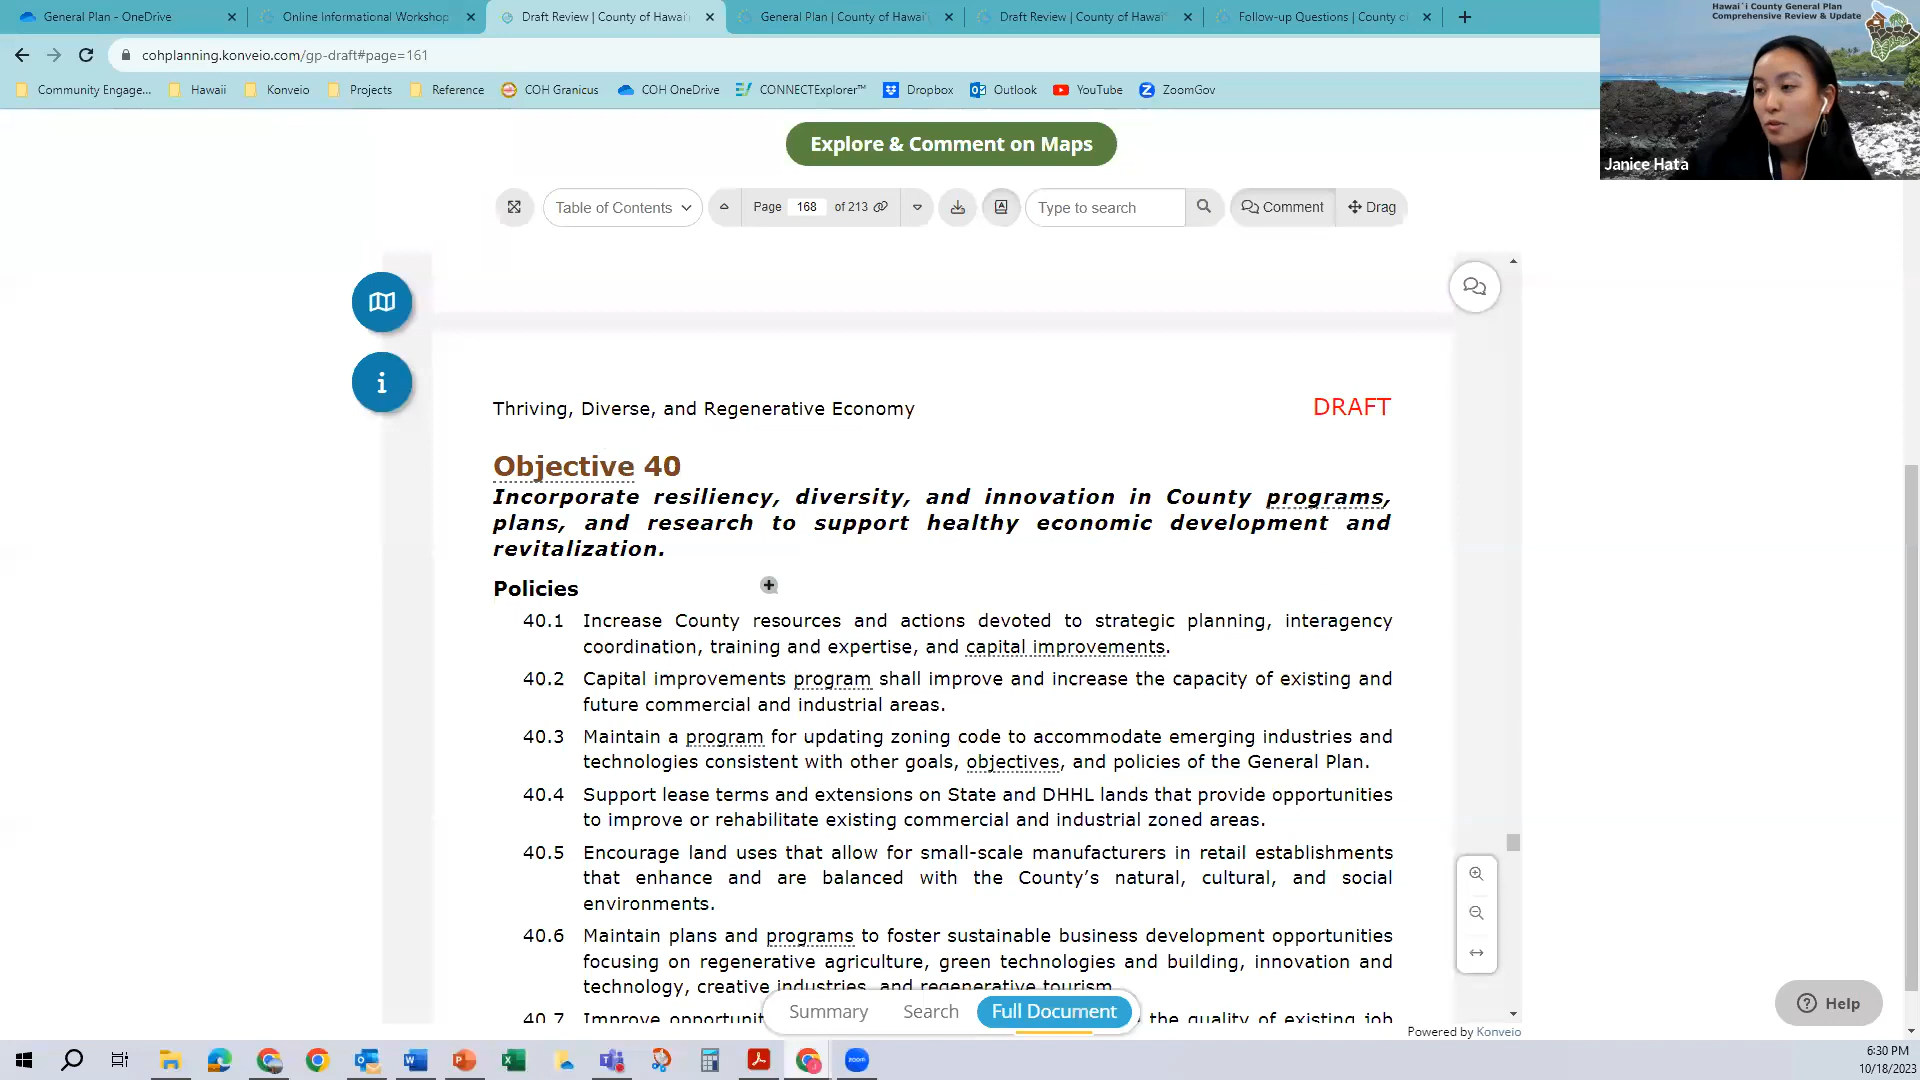 General Plan - OneDrive
Online Informational Workshop
Draft Review | County of Hawai'i
General Plan | County of Hawai'i
Draft Review | County of Hawai'i
Follow-up Questions | County of
cohplanning.konveio.com/gp-draft#page=161
Community Engage...
Hawaii
Konveio
Projects
Reference
COH Granicus
COH OneDrive
CONNECTExplorer™
Dropbox
Outlook
YouTube
ZoomGov
Hawai´i County General Plan
Comprehensive Review & Update
Janice Hata
Explore & Comment on Maps
Table of Contents
Page 168 of 213
Type to search
Comment
Drag
Thriving, Diverse, and Regenerative Economy
DRAFT
Objective 40
Incorporate resiliency, diversity, and innovation in County programs,
plans, and research to support healthy economic development and
revitalization.
Policies
40.1 Increase County resources and actions devoted to strategic planning, interagency
coordination, training and expertise, and capital improvements.
40.2 Capital improvements program shall improve and increase the capacity of existing and
future commercial and industrial areas.
40.3 Maintain a program for updating zoning code to accommodate emerging industries and
technologies consistent with other goals, objectives, and policies of the General Plan.
40.4 Support lease terms and extensions on State and DHHL lands that provide opportunities
to improve or rehabilitate existing commercial and industrial zoned areas.
40.5 Encourage land uses that allow for small-scale manufacturers in retail establishments
that enhance and are balanced with the County's natural, cultural, and social
environments.
40.6 Maintain plans and programs to foster sustainable business development opportunities
focusing on regenerative agriculture, green technologies and building, innovation and
technology, creative industries, and regenerative tourism.
40.7 Improve opportunit
the quality of existing job
Summary
Search
Full Document
Help
Powered by Konveio
zoom
6:30 PM
10/18/2023